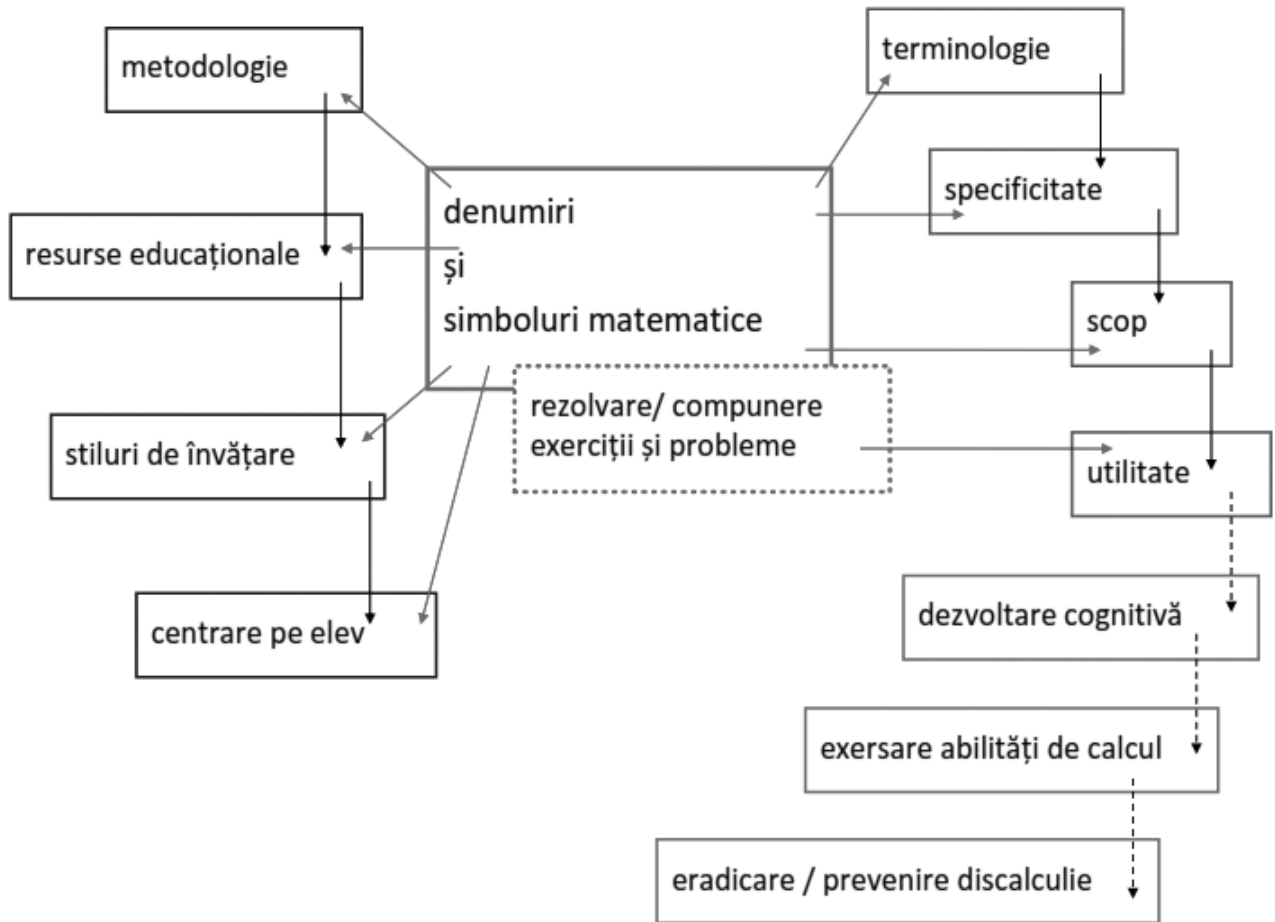 metodologie
terminologie
denumiri
și
simboluri matematice
specificitate
resurse educaționale
scop
rezolvare/ compunere
exerciții și probleme
stiluri de învățare
utilitate
centrare pe elev
dezvoltare cognitivă
exersare abilități de calcul
eradicare / prevenire discalculie